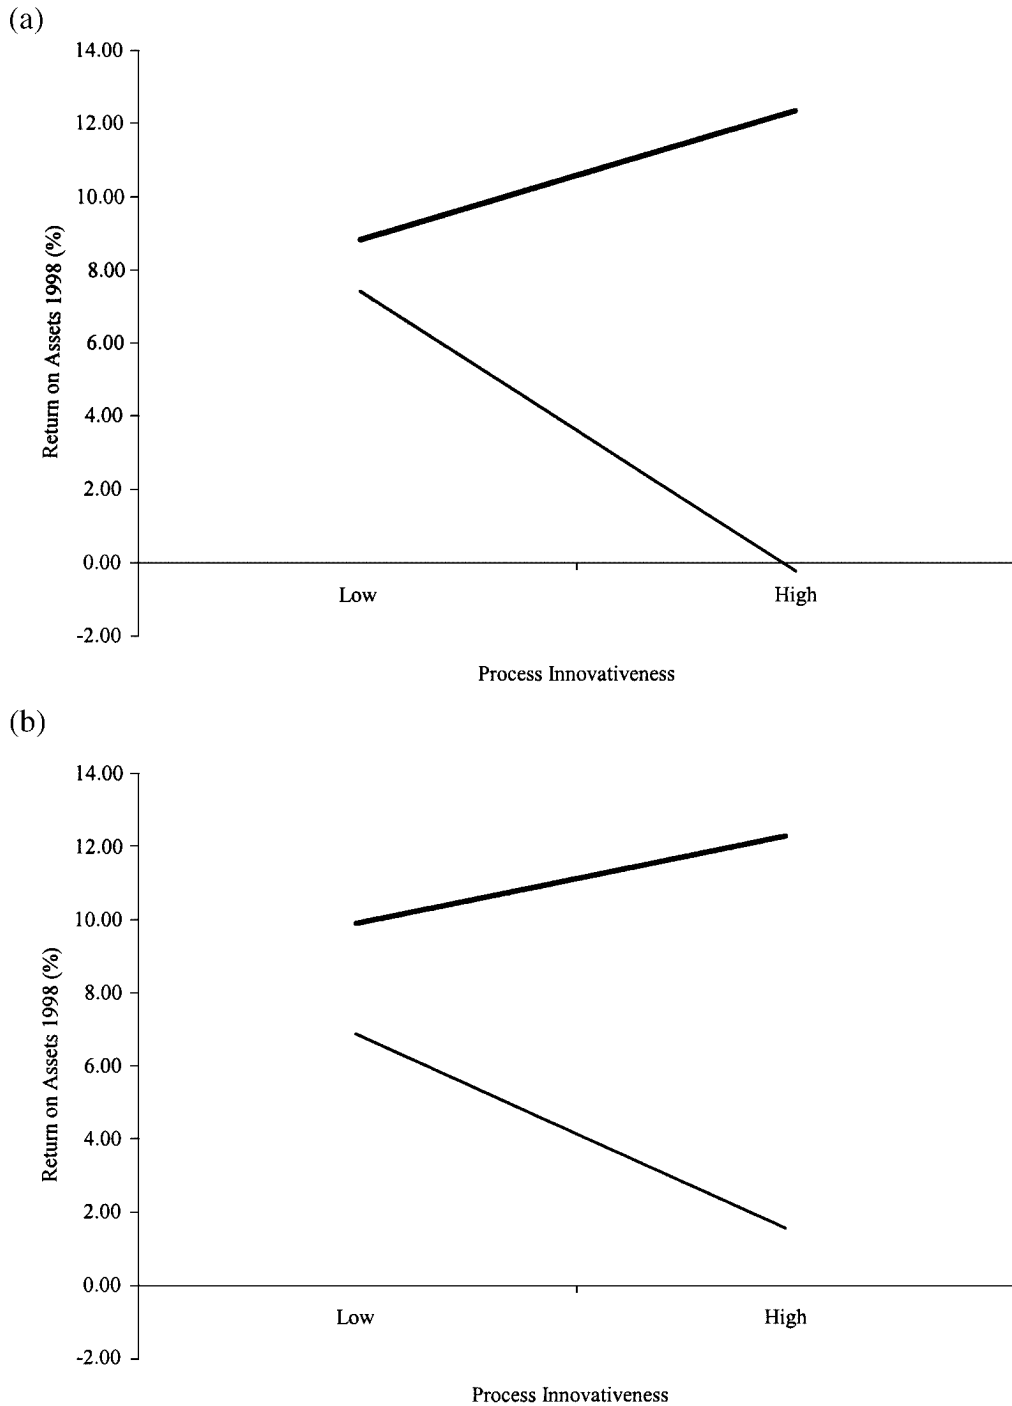 (a)
14.00
12.00
10.00
8.00
6.00
4.00
2.00
0.00
-2.00
Return on Assets 1998 (%)
Low High
Process Innovativeness
(b)
14.00
12.00
10.00
8.00
6.00
4.00
2.00
0.00
-2.00
Return on Assets 1998 (%)
Low High
Process Innovativeness